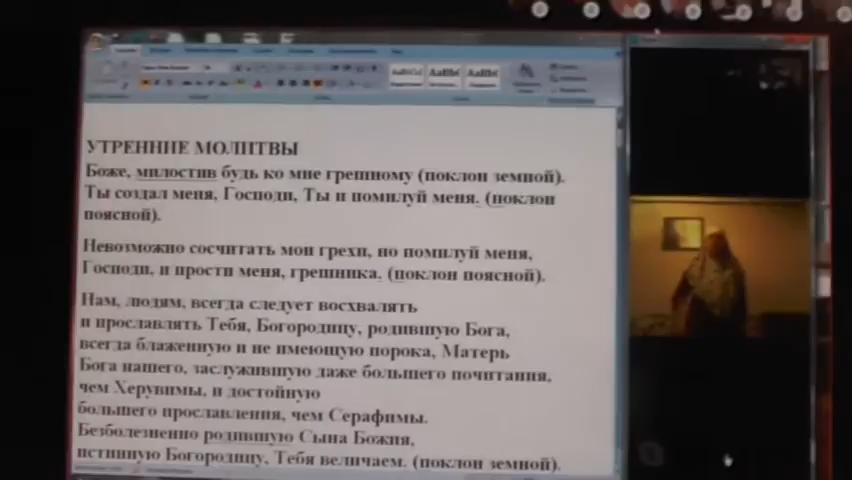 УТРЕННИЕ МОЛИТВЫ
Боже, милостив будь ко мне грешному (поклон земной).
Ты создал меня, Господи, Ты и помилуй меня. (поклон
поясной).
Невозможно сосчитать мои грехи, но помилуй меня,
Господи, и прости меня, грешника. (поклон поясной).
Нам, людям, всегда следует восхвалять
и прославлять Тебя, Богородицу, родившую Бога,
всегда блаженную и не имеющую порока, Матерь
Бога нашего, заслужившую даже большего почитания,
чем Херувимы, и достойную
большего прославления, чем Серафимы.
Безболезненно родившую Сына Божия,
истинную Богородицу, Тебя величаем. (поклон земной).